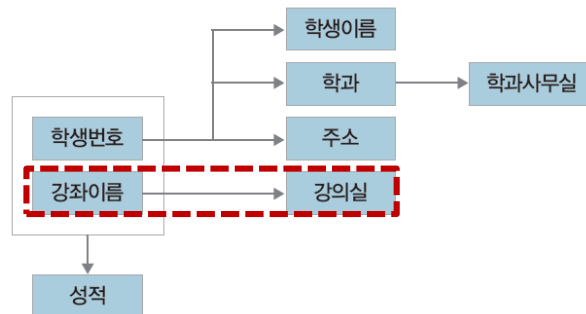 학생이름
학과
학과사무실
학생번호
주소
강좌이름
강의실
성적